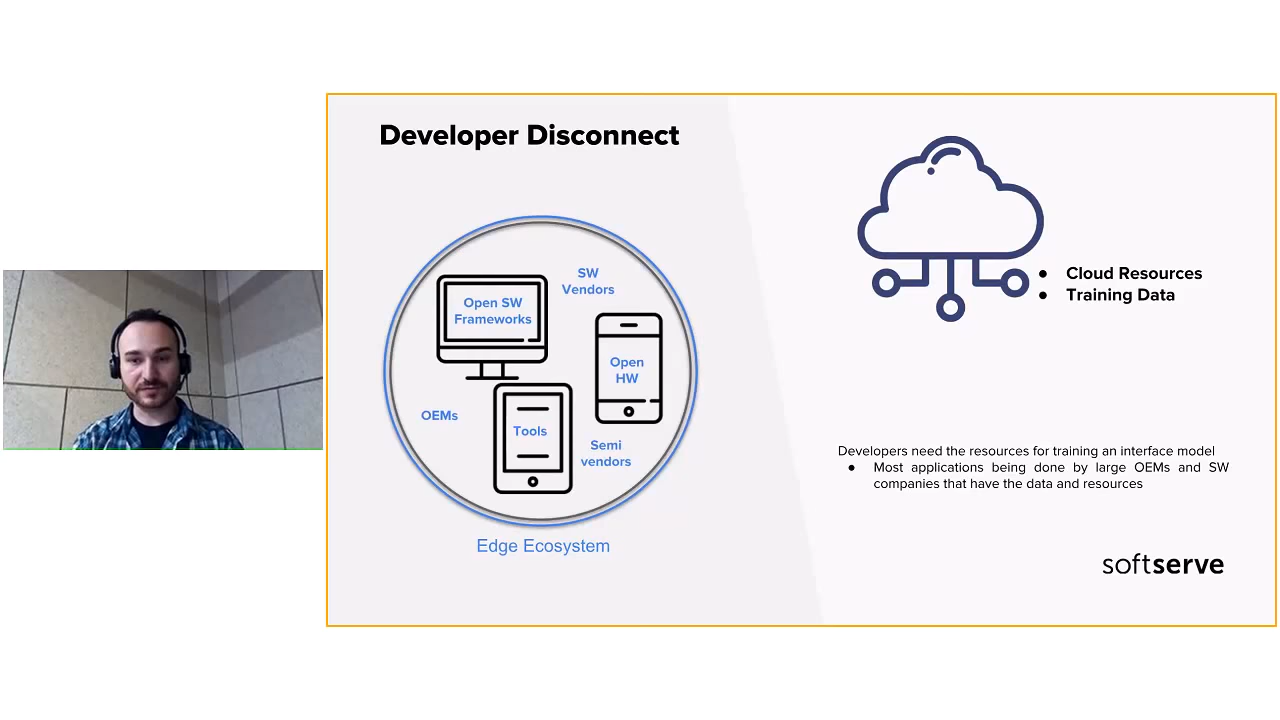 Developer Disconnect
SW
Vendors
Open SW
Frameworks
Open
HW
OEMs
Tools
Semi
vendors
Edge Ecosystem
● Cloud Resources
● Training Data
Developers need the resources for training an interface model
● Most applications being done by large OEMs and SW
companies that have the data and resources
softserve